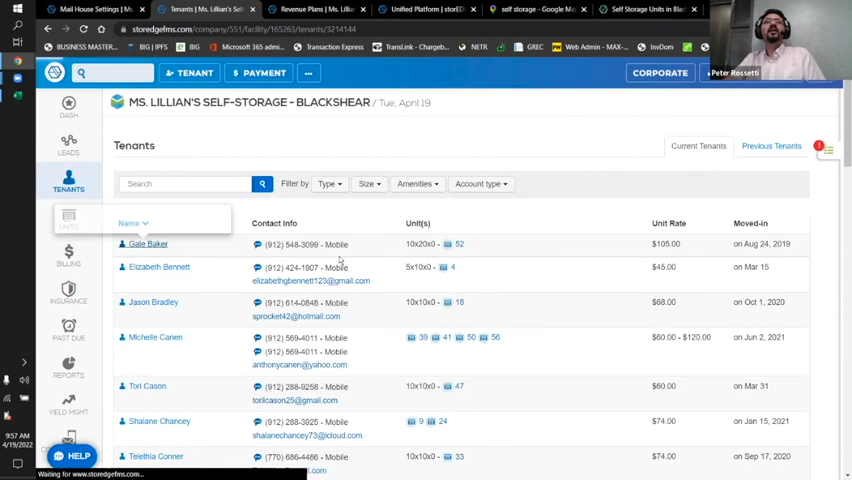 Mail House Settings | M
Tenants | Ms. Lillian's Sel
Revenue Plans | Ms. Lillia
Unified Platform | storED
self storage - Google Ma
Self Storage Units in Blac
storedgefms.com/company/551/facility/165263/tenants/3214144
BUSINESS MASTER...
BIG | IPFS
Microsoft 365 admi...
Transaction Express
TransLink - Chargeb...
BIG
GREC
Web Admin - MAX-...
InvDom
Peter Rossetti
TENANT
PAYMENT
CORPORATE
MS. LILLIAN'S SELF-STORAGE - BLACKSHEAR / Tue, April 19
DASH
LEADS
TENANTS
UNITS
BILLING
INSURANCE
PAST DUE
REPORTS
YIELD MGMT
HELP
Tenants
Current Tenants
Previous Tenants
Search
Filter by
Type
Size
Amenities
Account type
Name Contact Info Unit(s) Unit Rate Moved-in
Gale Baker (912) 548-3099 - Mobile 10x20x0 - 52 $105.00 on Aug 24, 2019
Elizabeth Bennett (912) 424-1907 - Mobile 5x10x0 - 4 $45.00 on Mar 15
elizabethgbennett123@gmail.com
Jason Bradley (912) 614-0848 - Mobile 10x10x0 - 18 $68.00 on Oct 1, 2020
sprocket42@hotmail.com
Michelle Canen (912) 569-4011 - Mobile 39 41 50 56 $60.00 - $120.00 on Jun 2, 2021
(912) 569-4011 - Mobile
anthonycanen@yahoo.com
Tori Cason (912) 288-9258 - Mobile 10x10x0 - 47 $60.00 on Mar 31
torilcason25@gmail.com
Shalane Chancey (912) 288-3925 - Mobile 9 24 $74.00 on Jan 15, 2021
shalanechancey73@icloud.com
Telethia Conner (770) 686-4486 - Mobile 10x10x0 - 33 $74.00 on Sep 17, 2020
l.com
9:57 AM
4/19/2022
Waiting for www.storedgefms.com...